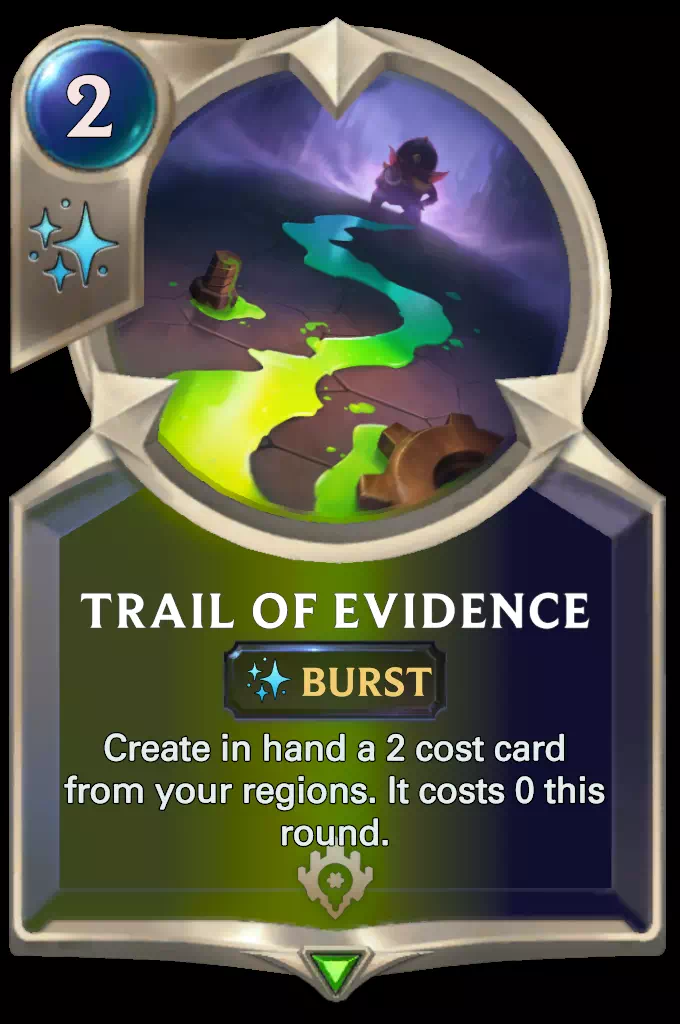 2
TRAIL OF EVIDENCE
BURST
Create in hand a 2 cost card
from your regions. It costs 0 this
round.